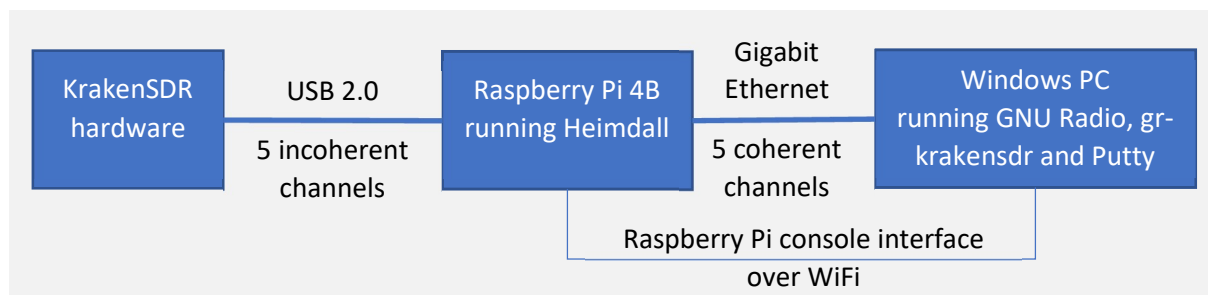 KrakenSDR
hardware
USB 2.0
5 incoherent
channels
Raspberry Pi 4B
running Heimdall
Gigabit
Ethernet
5 coherent
channels
Windows PC
running GNU Radio, gr-
krakensdr and Putty
Raspberry Pi console interface
over WiFi